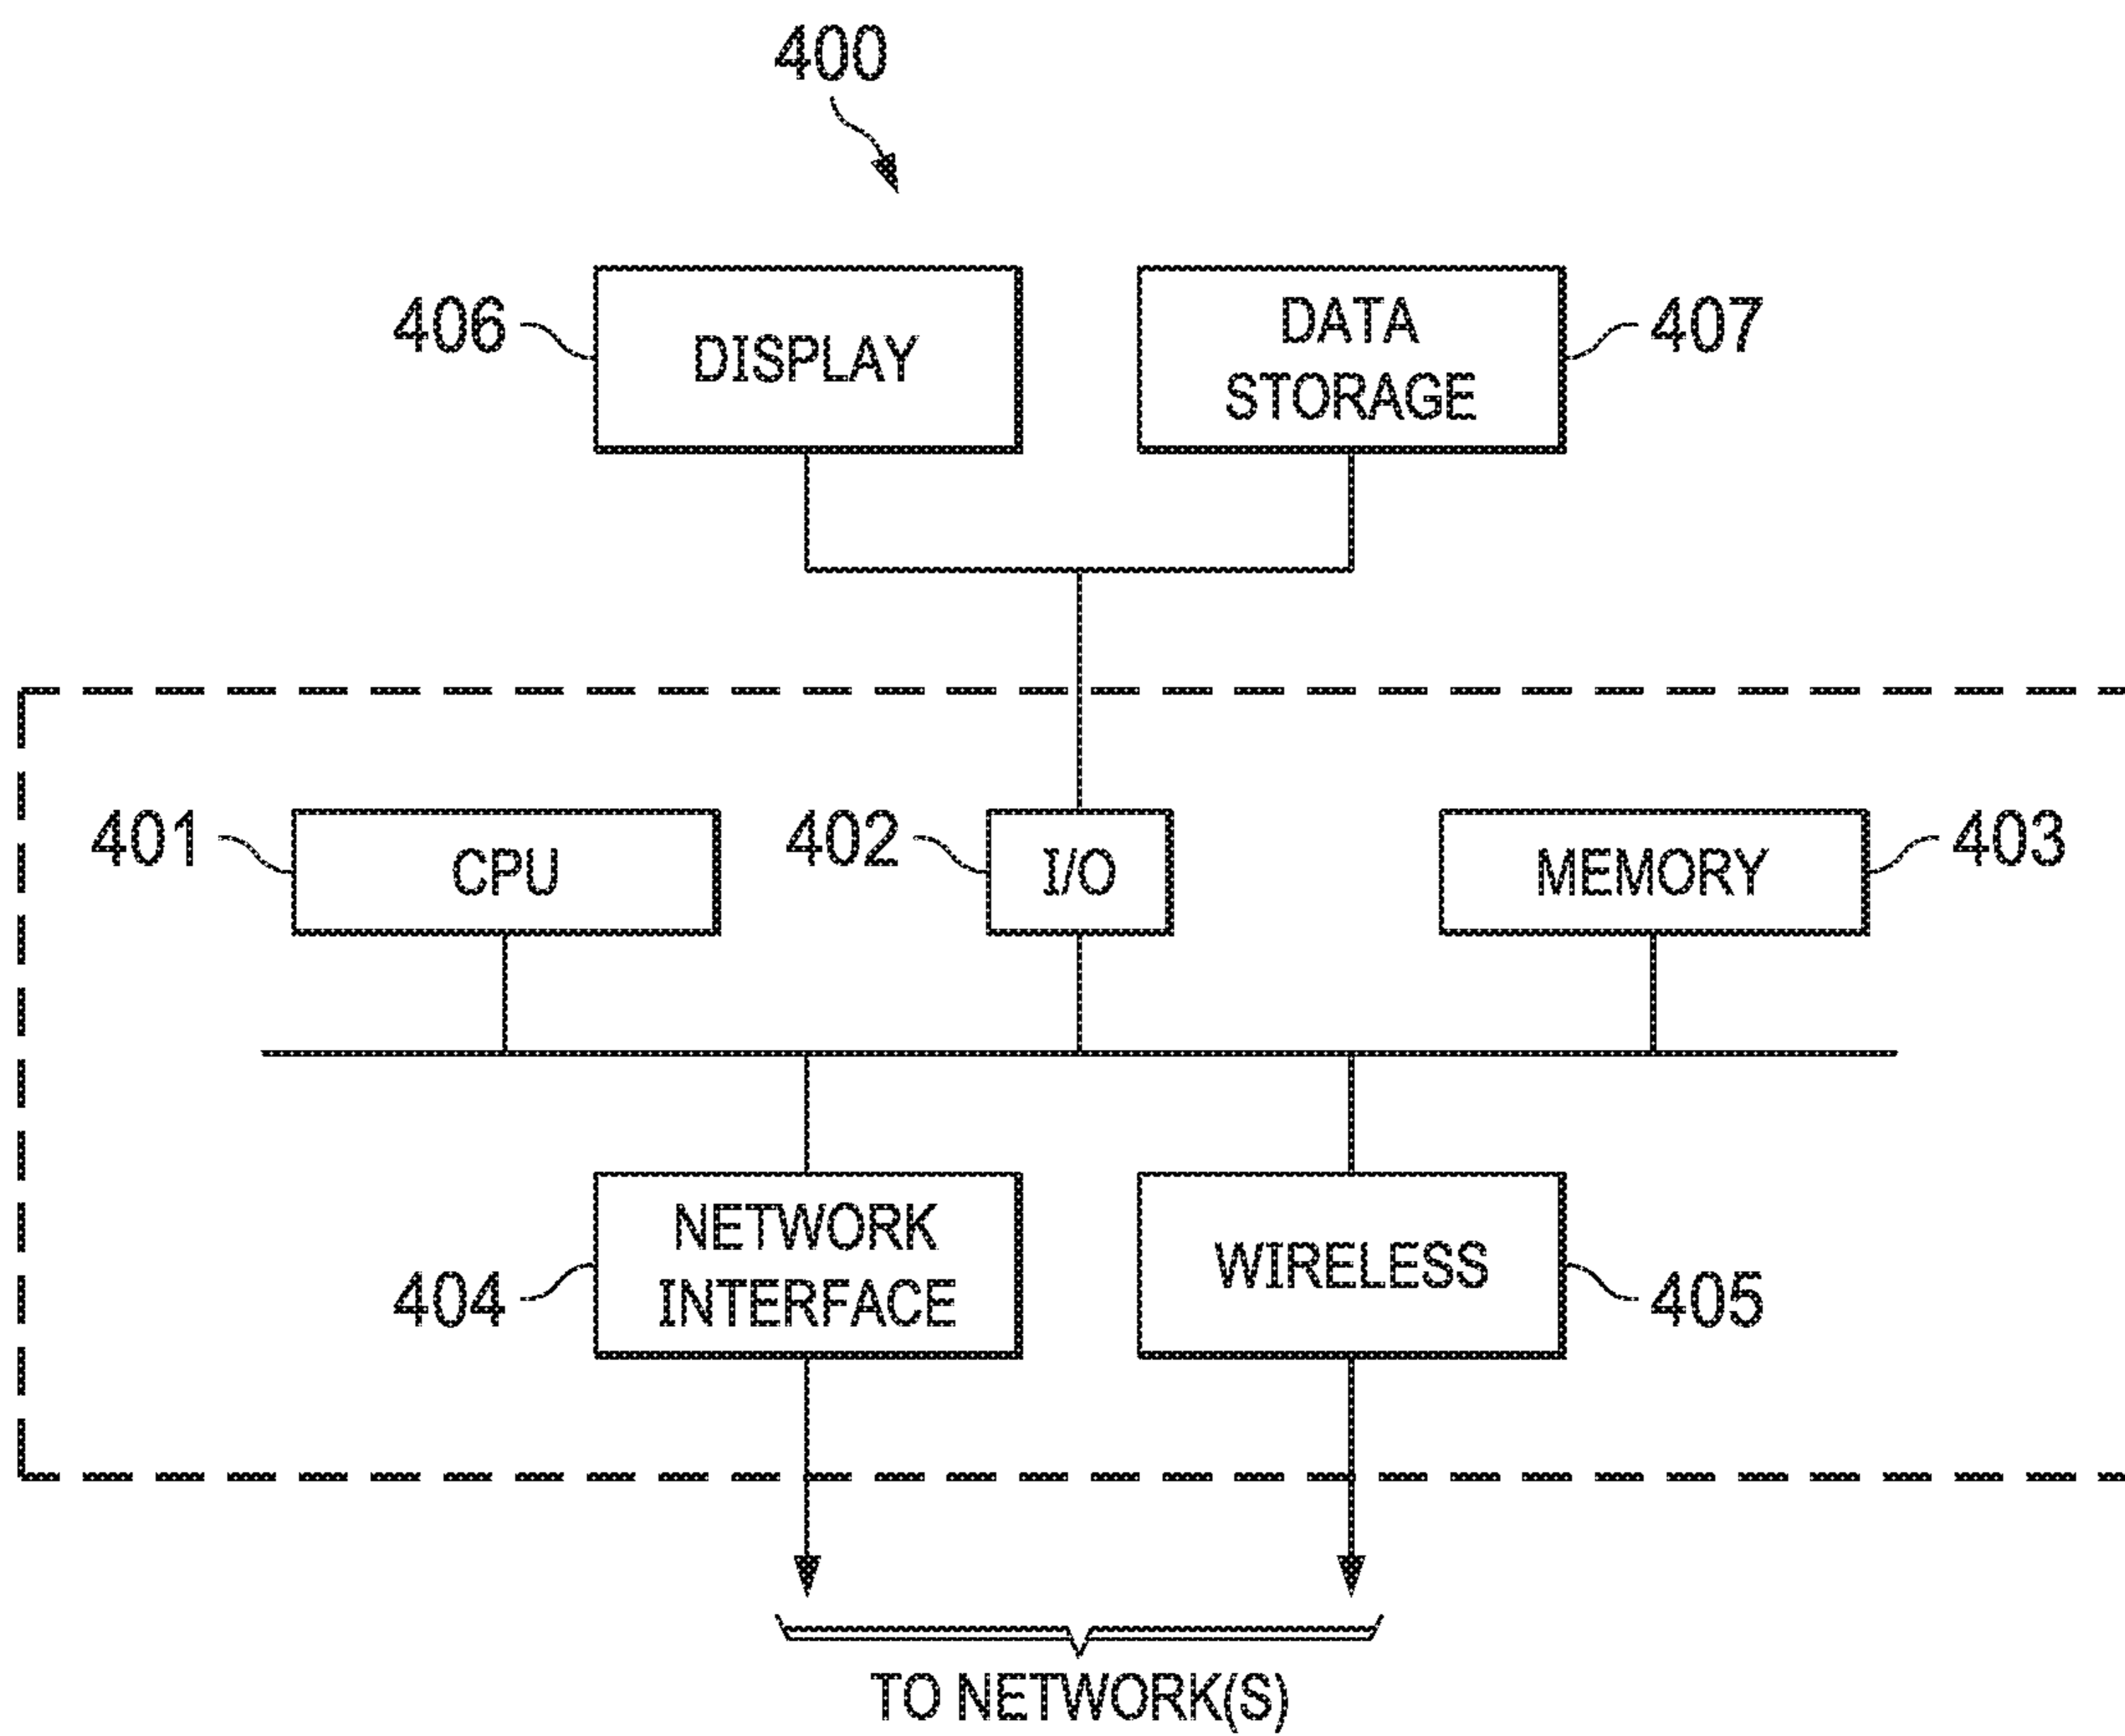 400
406
DISPLAY
DATA
STORAGE
407
401
CPU
402
I/O
MEMORY
403
NETWORK
INTERFACE
404
WIRELESS
405
TO NETWORK(S)